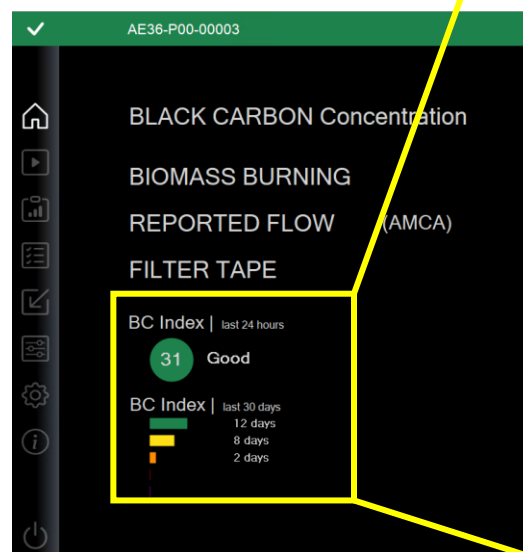 AE36-P00-00003
BLACK CARBON Concentration
BIOMASS BURNING
REPORTED FLOW (AMCA)
FILTER TAPE
BC Index | last 24 hours
31 Good
BC Index | last 30 days
12 days
8 days
2 days